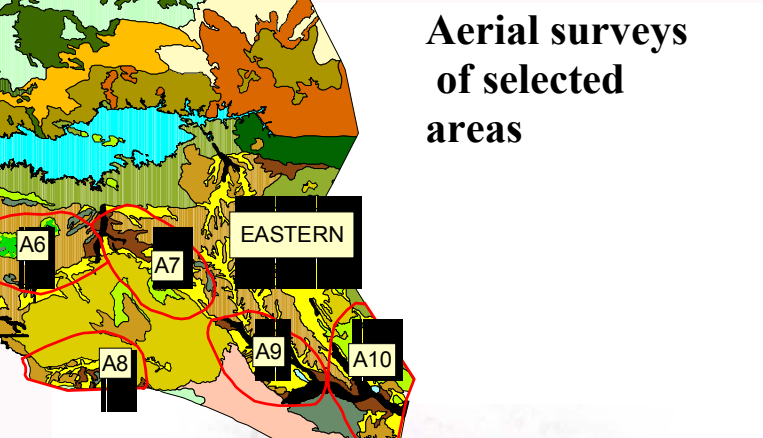 Aerial surveys
of selected
areas
EASTERN
A6
A7
A9
A10
A8